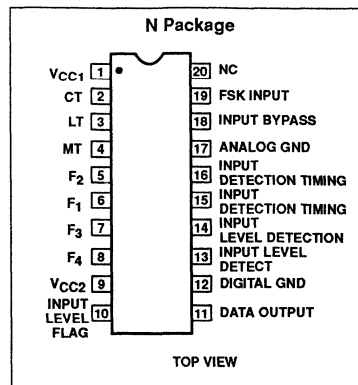 N Package
VCC1 1
CT 2
LT 3
MT 4
F2 5
F1 6
F3 7
F4 8
VCC2 9
INPUT
LEVEL
FLAG
10
20 NC
19 FSK INPUT
18 INPUT BYPASS
17 ANALOG GND
16 INPUT
DETECTION TIMING
15 INPUT
DETECTION TIMING
14 INPUT
LEVEL DETECTION
13 INPUT LEVEL
DETECT
12 DIGITAL GND
11 DATA OUTPUT
TOP VIEW